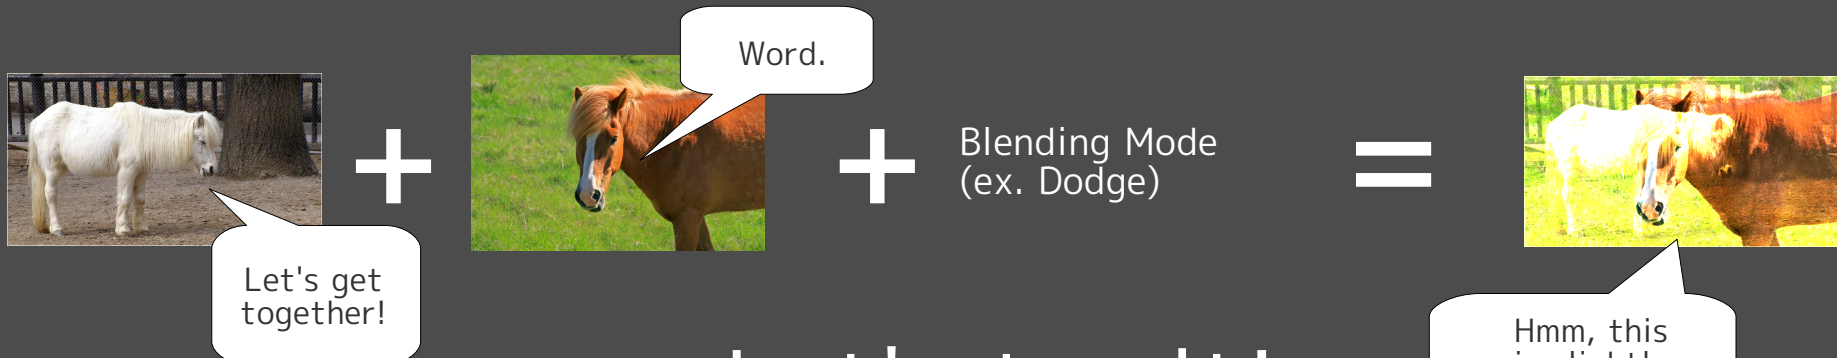 Word.
Blending Mode
(ex. Dodge)
Let's get
together!
Hmm, this